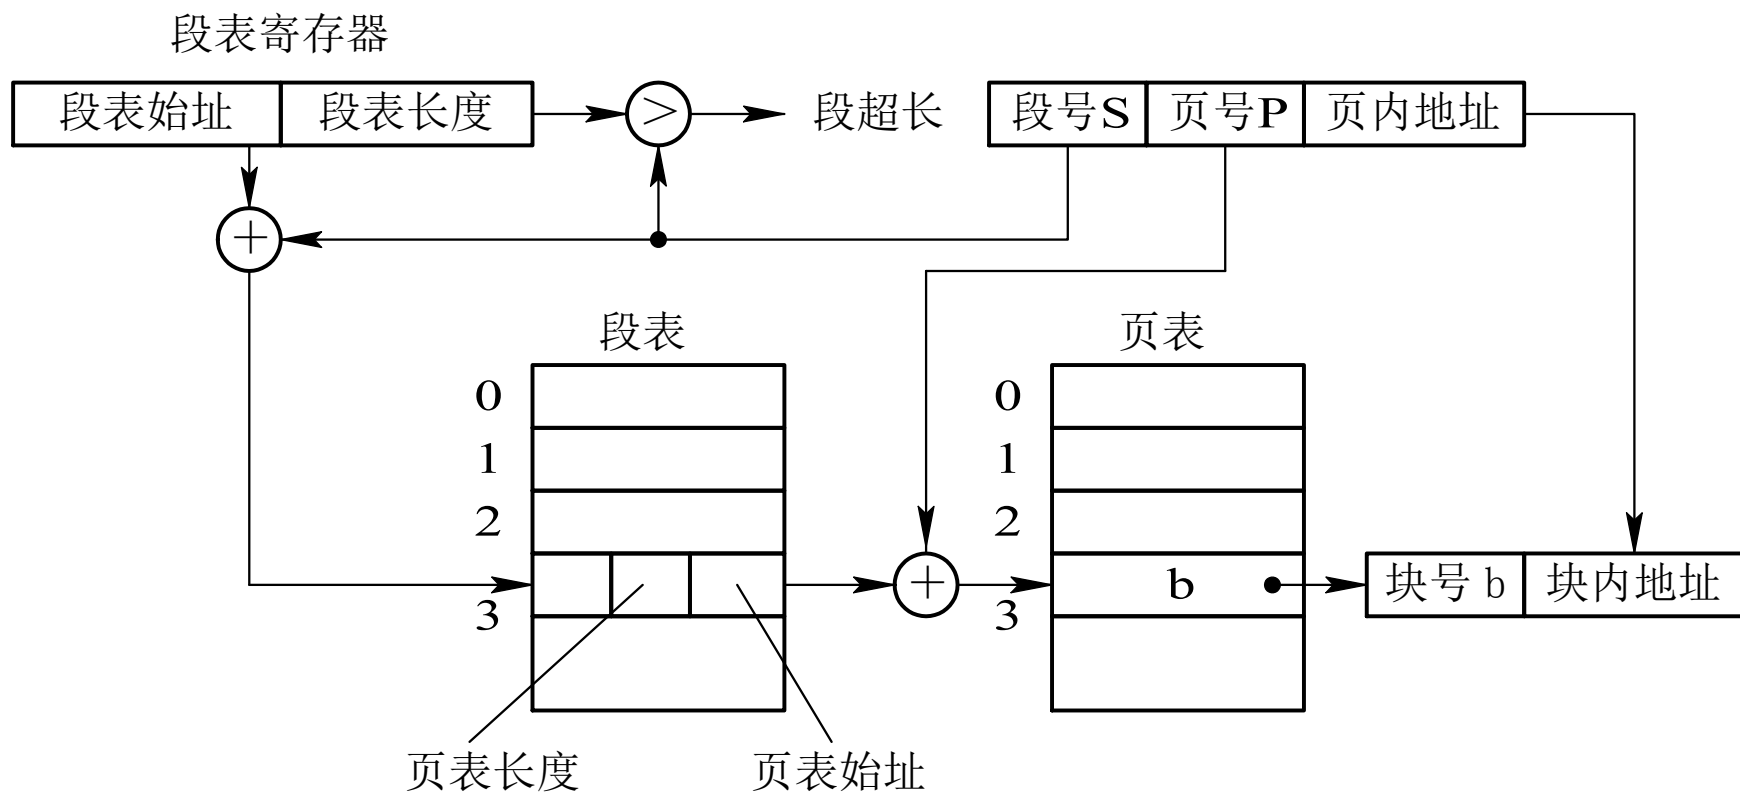 段表寄存器
段表始址 段表长度 > 段超长 段号S 页号P 页内地址
+
段表 页表
0 0
1 1
2 2
+ b 块号 b 块内地址
3 3
页表长度 页表始址